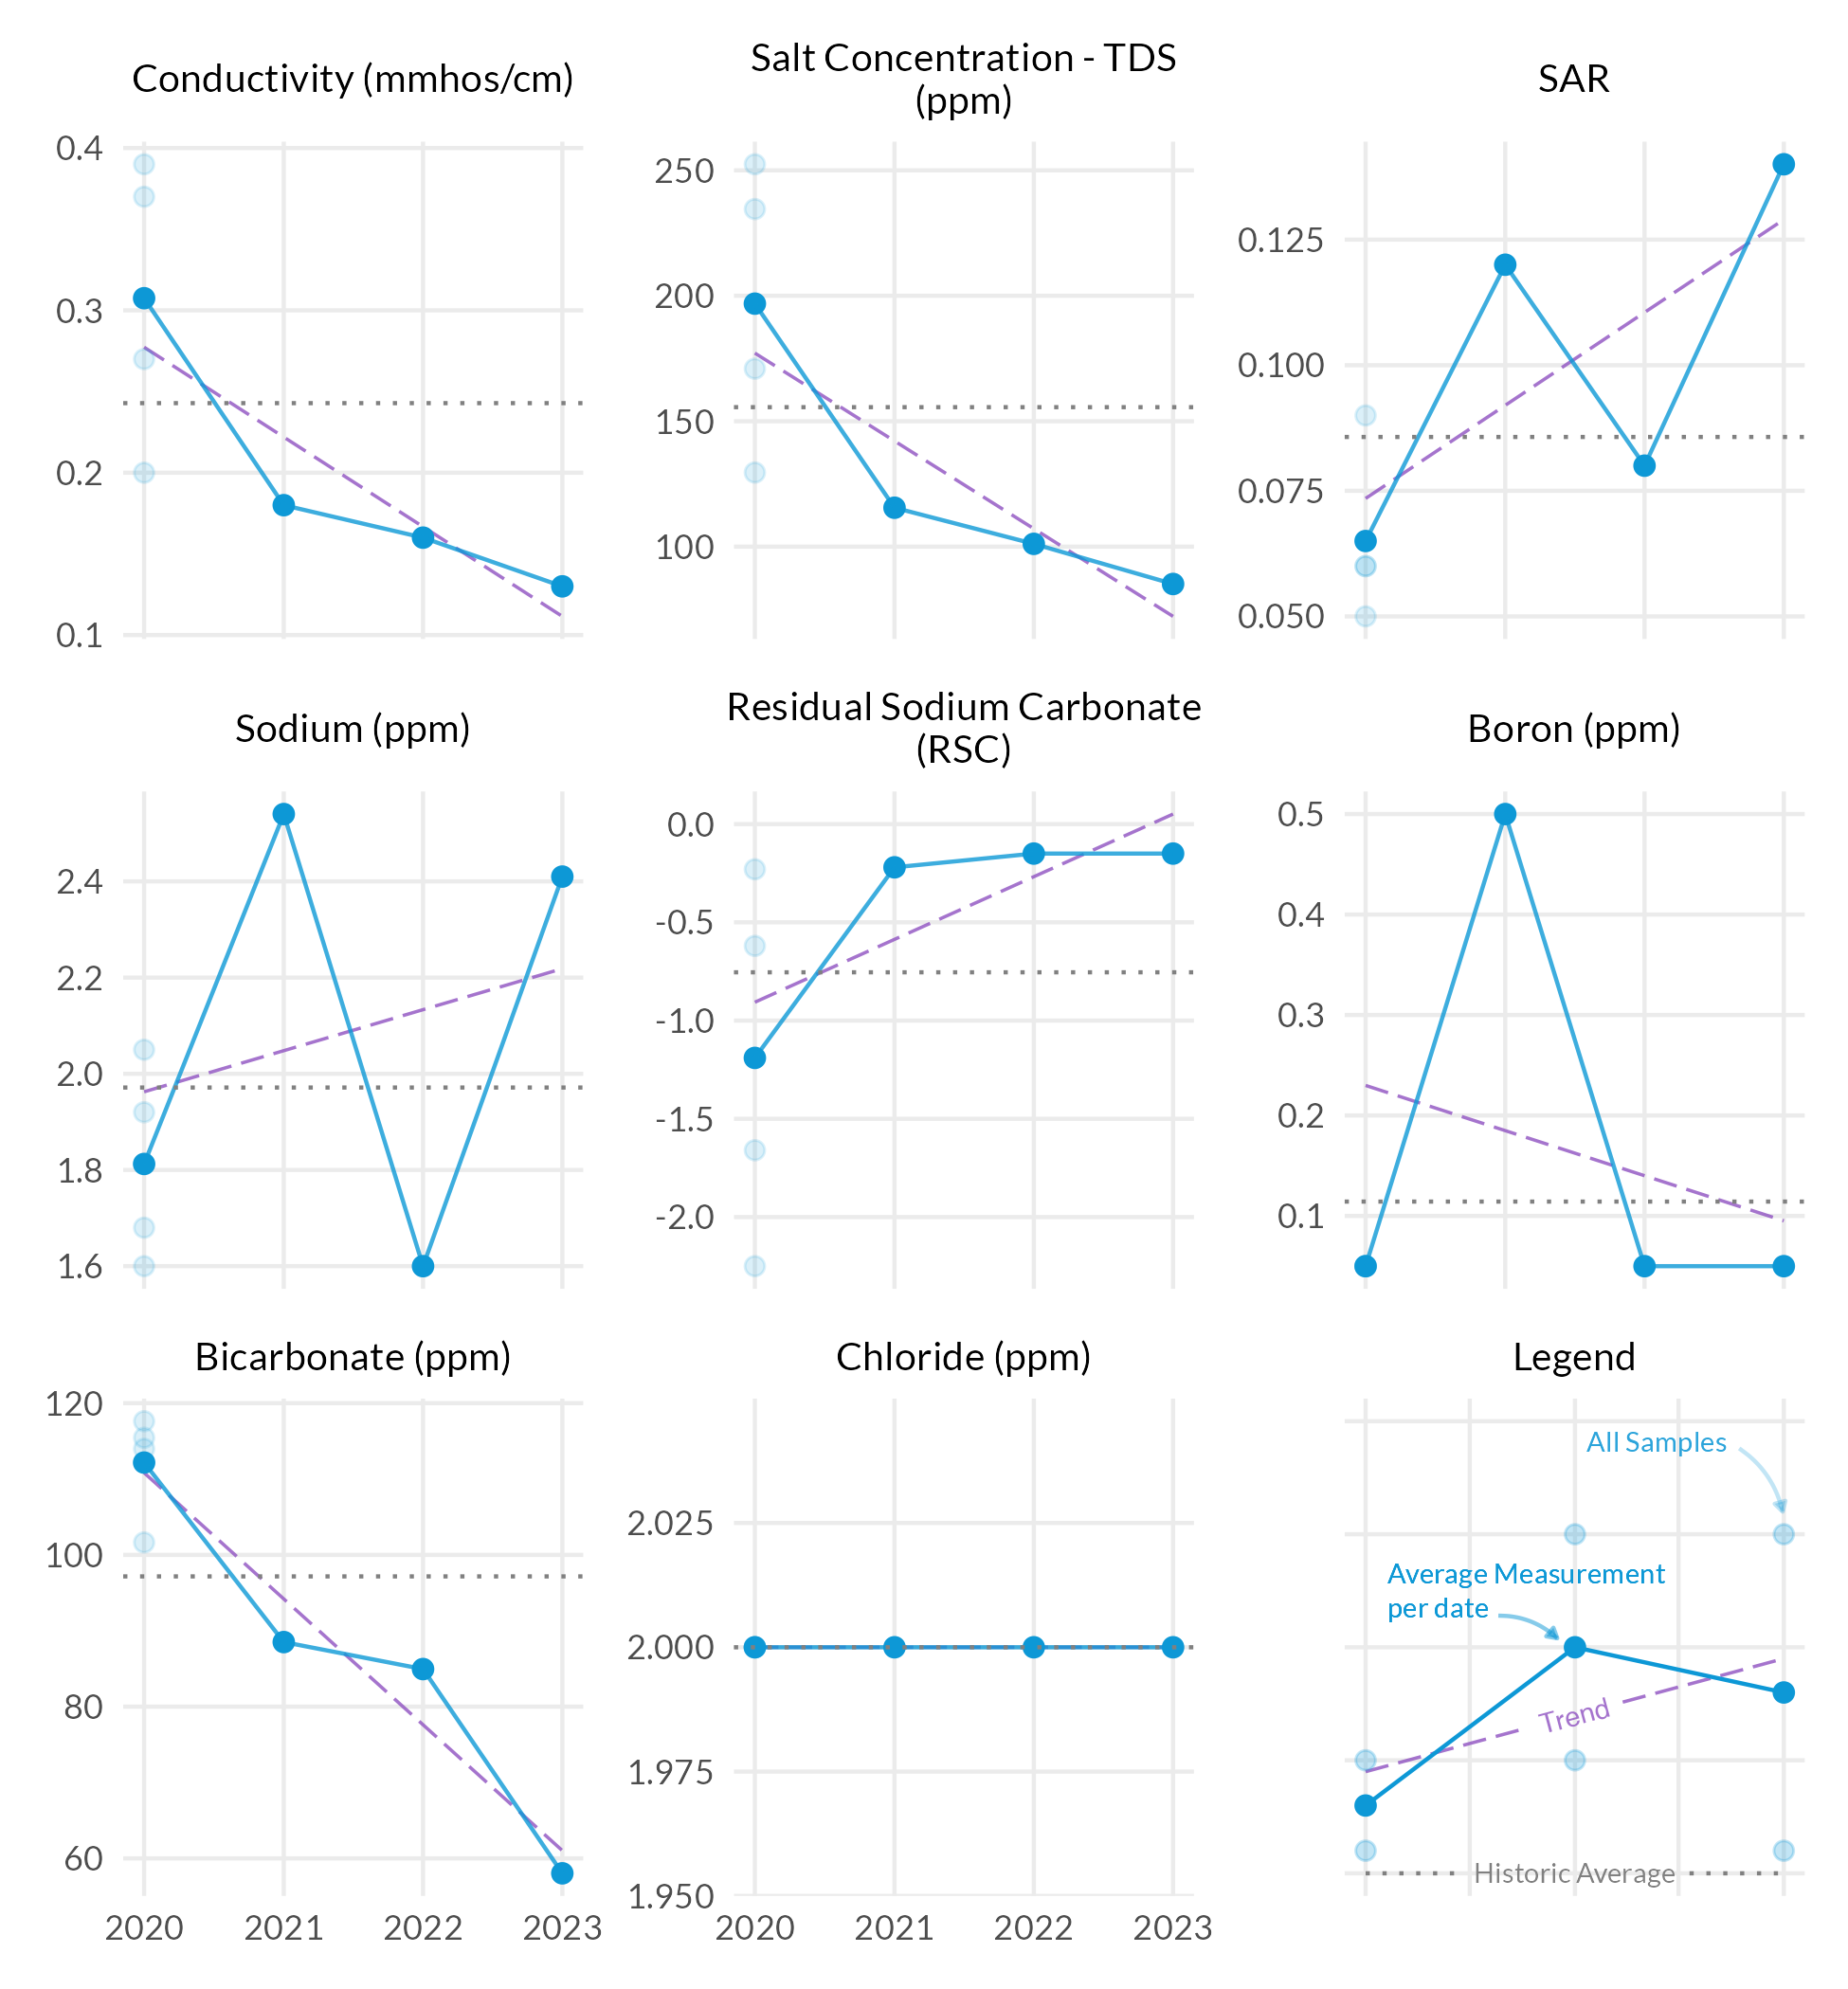 Conductivity (mmhos/cm)
0.4
0.3
0.2
0.1
Salt Concentration - TDS
(ppm)
250
200
150
100
SAR
0.125
0.100
0.075
0.050
Sodium (ppm)
2.4
2.2
2.0
1.8
1.6
Residual Sodium Carbonate
(RSC)
0.0
-0.5
-1.0
-1.5
-2.0
Boron (ppm)
0.5
0.4
0.3
0.2
0.1
Bicarbonate (ppm)
120
100
80
60
2020 2021 2022 2023
Chloride (ppm)
2.025
2.000
1.975
1.950
2020 2021 2022 2023
Legend
All Samples
Average Measurement
per date
Trend
Historic Average